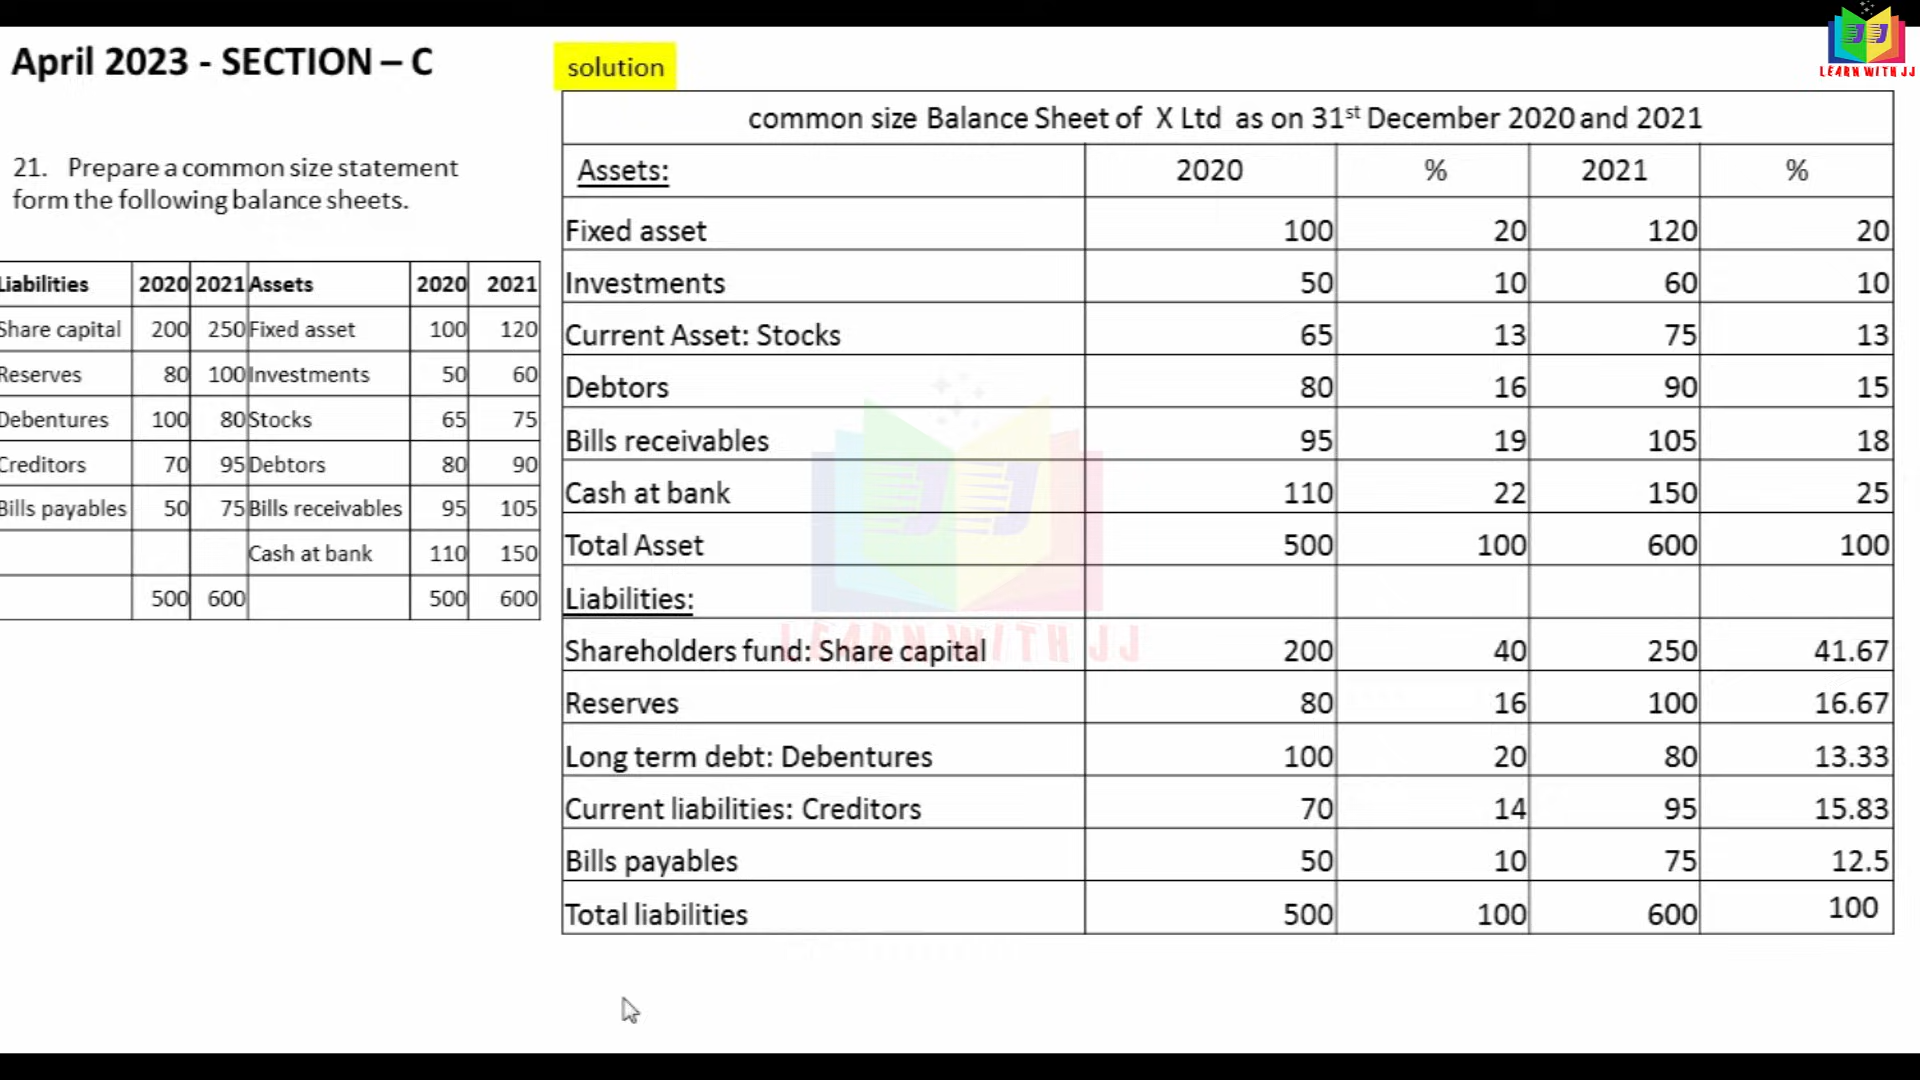 April 2023 - SECTION – C
21. Prepare a common size statement
form the following balance sheets.
Liabilities 2020 2021 Assets 2020 2021
Share capital 200 250 Fixed asset 100 120
Reserves 80 100 Investments 50 60
Debentures 100 80 Stocks 65 75
Creditors 70 95 Debtors 80 90
Bills payables 50 75 Bills receivables 95 105
Cash at bank 110 150
500 600 500 600
solution
common size Balance Sheet of X Ltd as on 31st December 2020 and 2021
Assets: 2020 % 2021 %
Fixed asset 100 20 120 20
Investments 50 10 60 10
Current Asset: Stocks 65 13 75 13
Debtors 80 16 90 15
Bills receivables 95 19 105 18
Cash at bank 110 22 150 25
Total Asset 500 100 600 100
Liabilities:
Shareholders fund: Share capital 200 40 250 41.67
Reserves 80 16 100 16.67
Long term debt: Debentures 100 20 80 13.33
Current liabilities: Creditors 70 14 95 15.83
Bills payables 50 10 75 12.5
Total liabilities 500 100 600 100
JJ
LEARN WITH JJ
JJ
LEARN WITH JJ